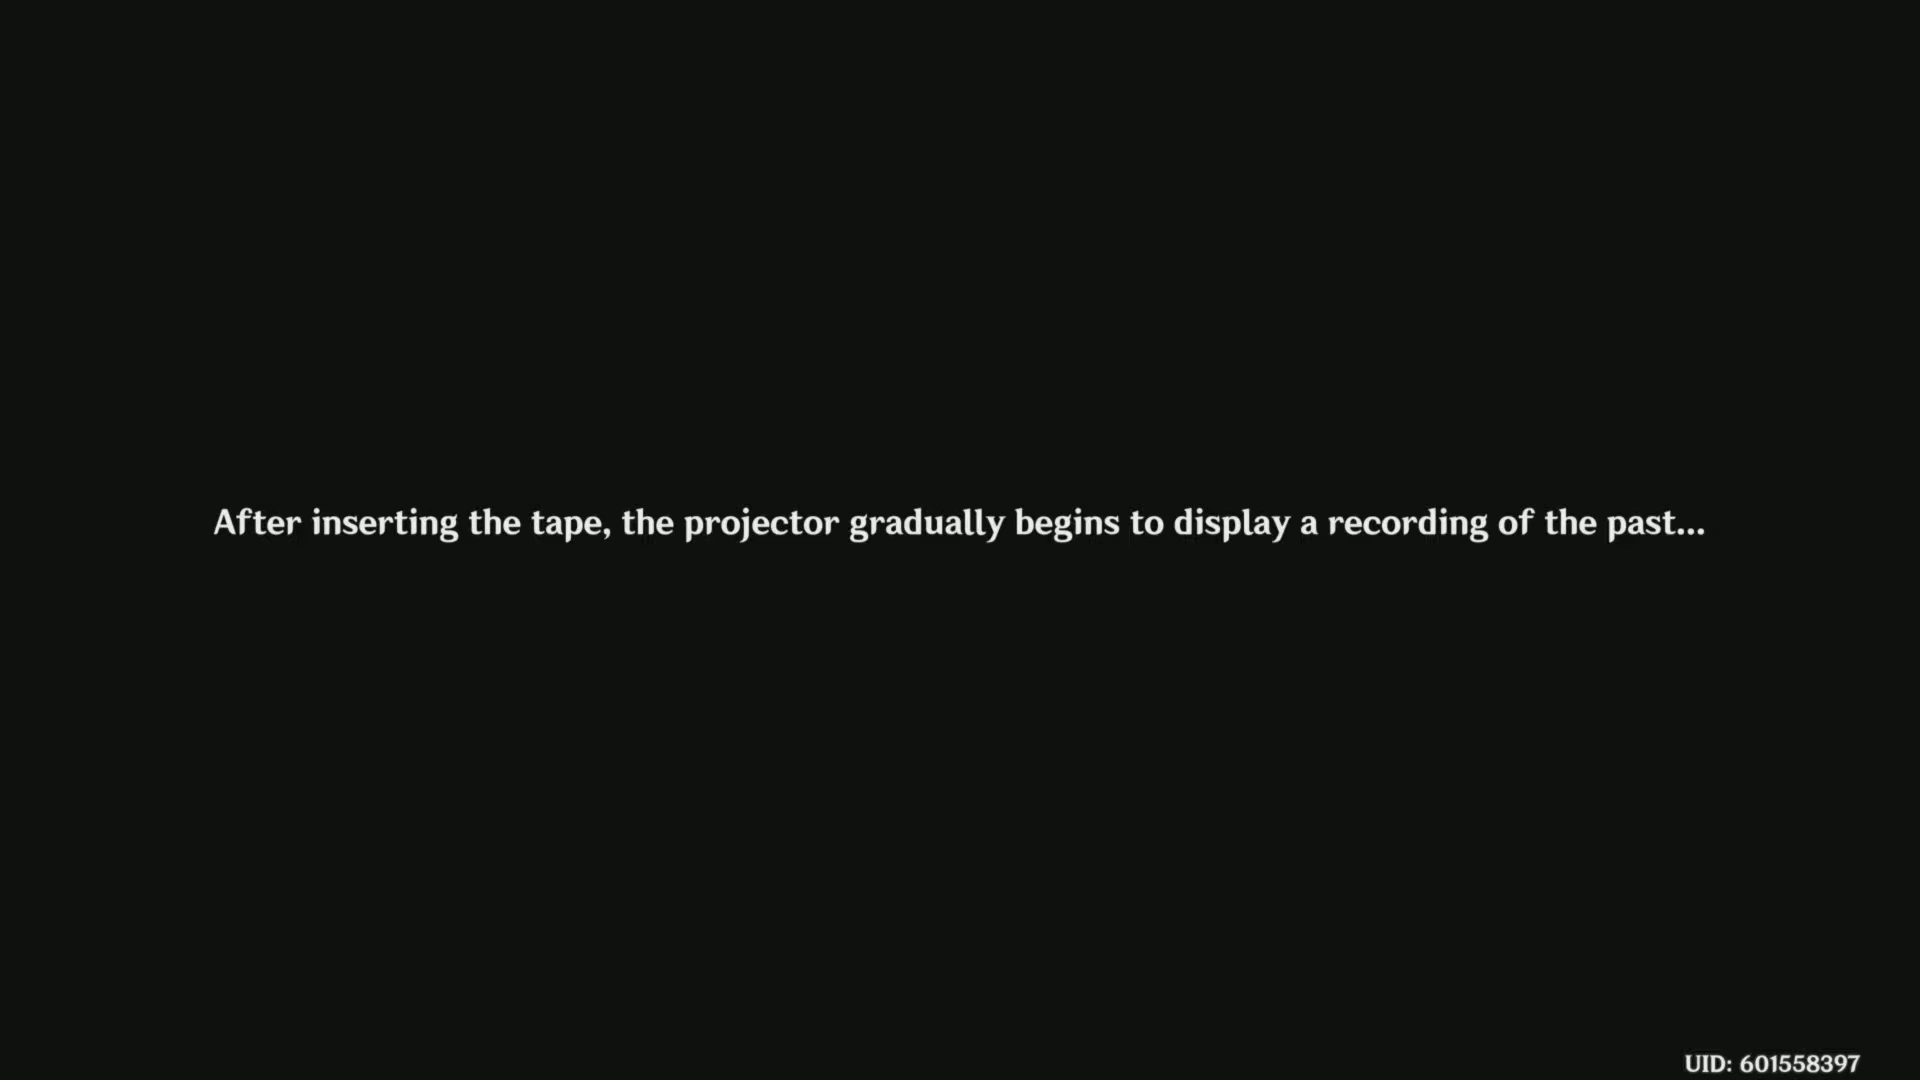 After inserting the tape, the projector gradually begins to display a recording of the past...
UID: 601558397